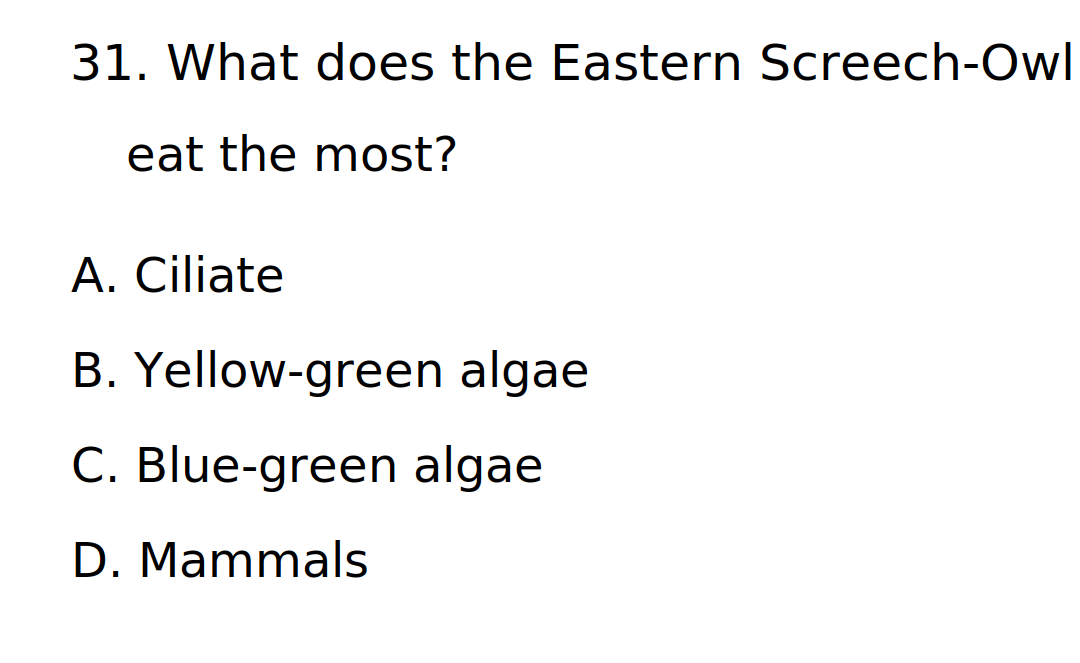 31. What does the Eastern Screech-Owl
eat the most?
A. Ciliate
B. Yellow-green algae
C. Blue-green algae
D. Mammals